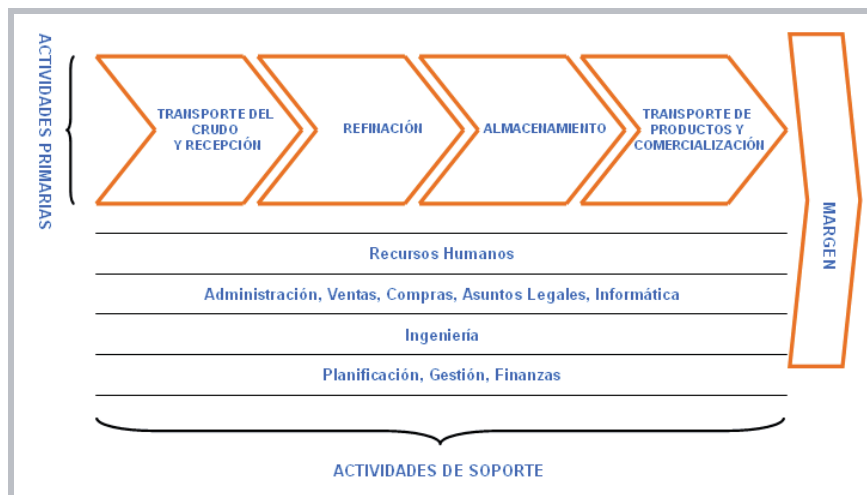 ACTIVIDADES PRIMARIAS
TRANSPORTE DEL
CRUDO
Y RECEPCIÓN
REFINACIÓN
ALMACENAMIENTO
TRANSPORTE DE
PRODUCTOS Y
COMERCIALIZACIÓN
MARGEN
Recursos Humanos
Administración, Ventas, Compras, Asuntos Legales, Informática
Ingeniería
Planificación, Gestión, Finanzas
ACTIVIDADES DE SOPORTE